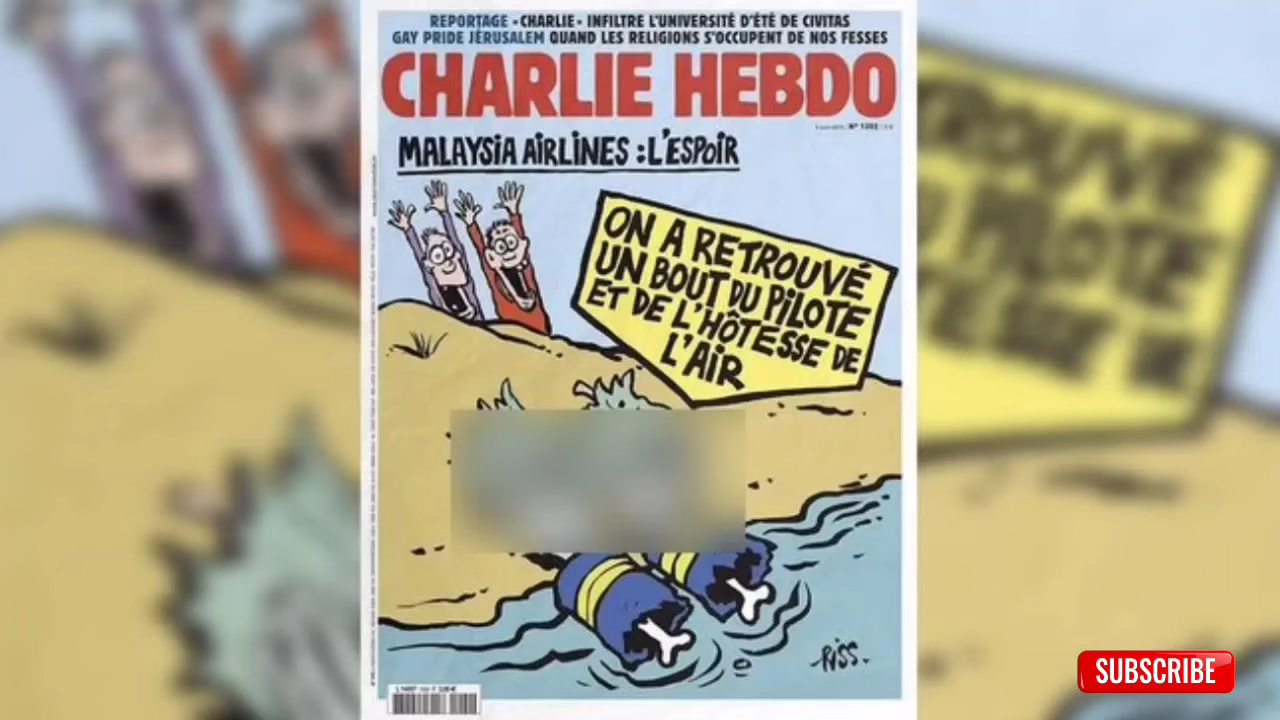 REPORTAGE - CHARLIE - INFILTRE L'UNIVERSITÉ D'ÉTÉ DE CIVITAS
GAY PRIDE JÉRUSALEM QUAND LES RELIGIONS S'OCCUPENT DE NOS FESSES
CHARLIE HEBDO
MALAYSIA AIRLINES : L'ESPOIR
ON A RETROUVÉ
UN BOUT DU PILOTE
ET DE L'HÔTESSE DE
L'AIR
RISS.
SUBSCRIBE